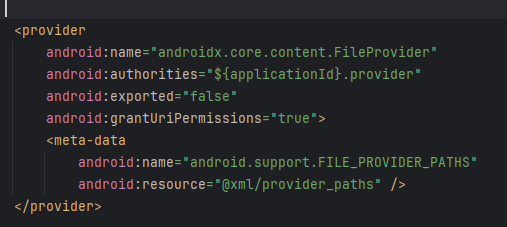 <provider
android:name="androidx.core.content.FileProvider"
android:authorities="${applicationId}.provider"
android:exported="false"
android:grantUriPermissions="true">
<meta-data
android:name="android.support.FILE_PROVIDER_PATHS"
android:resource="@xml/provider_paths" />
</provider>